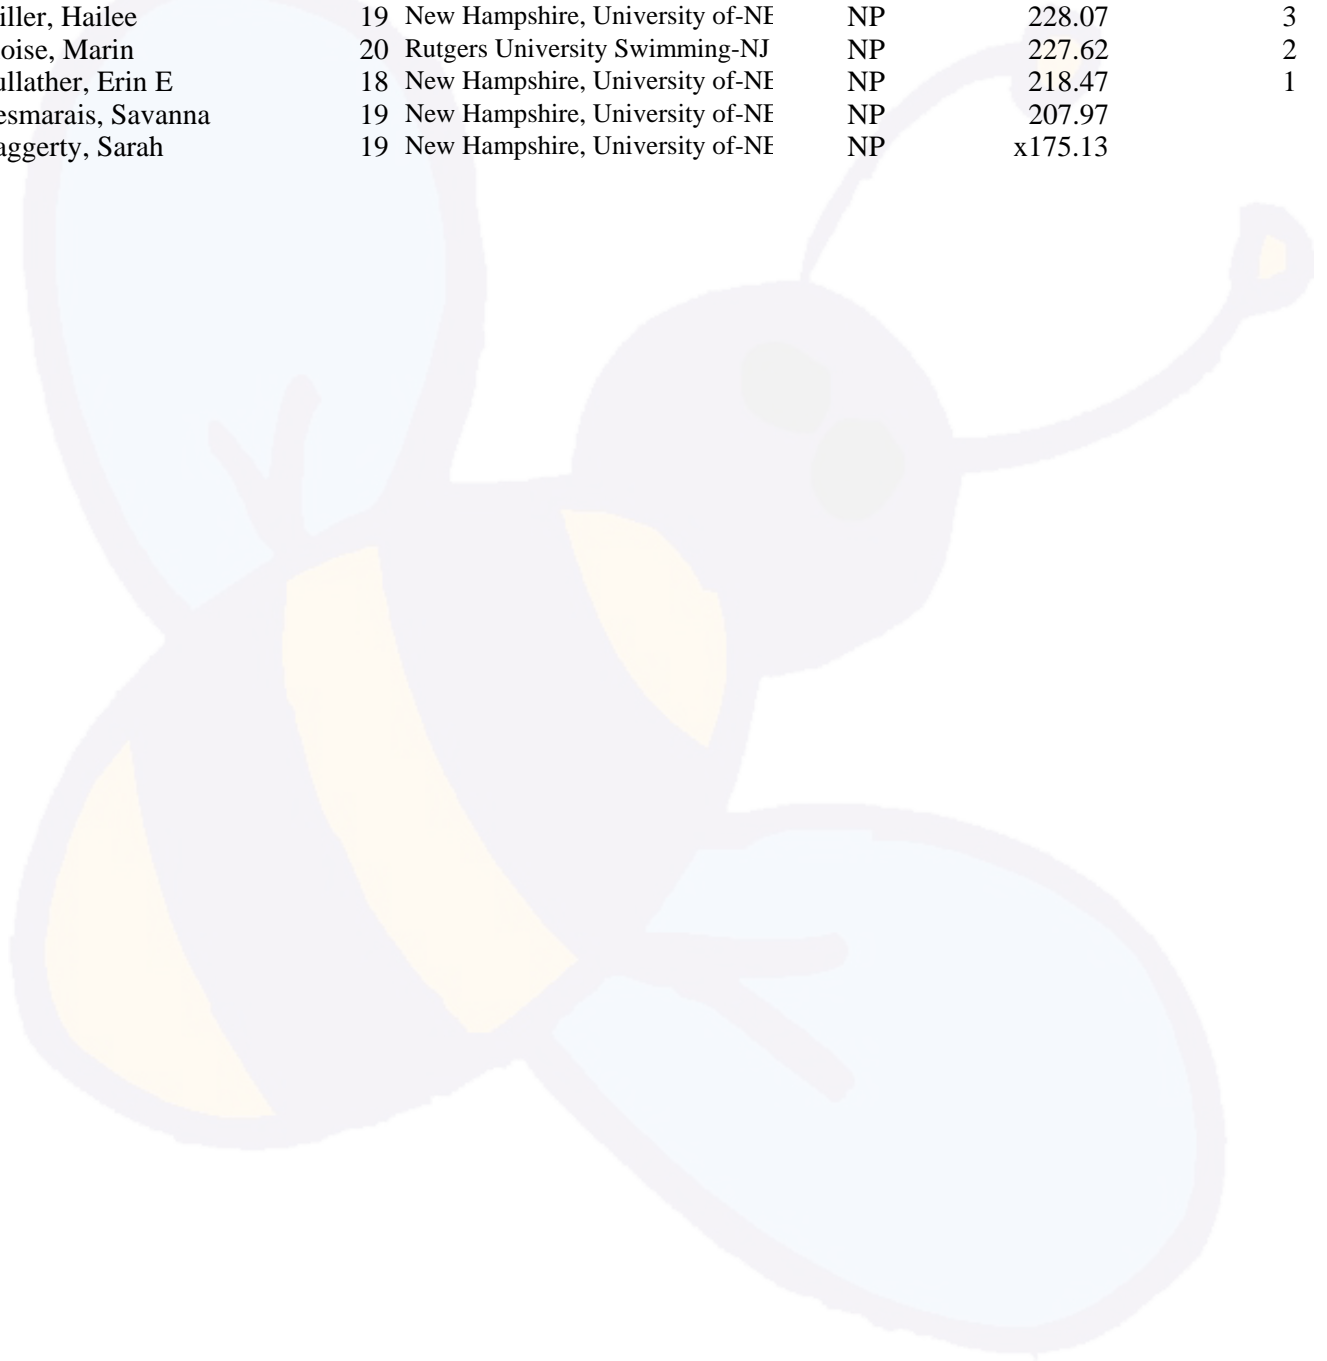 iller, Hailee 19 New Hampshire, University of-NE NP 228.07 3
oise, Marin 20 Rutgers University Swimming-NJ NP 227.62 2
ullather, Erin E 18 New Hampshire, University of-NE NP 218.47 1
esmarais, Savanna 19 New Hampshire, University of-NE NP 207.97
aggerty, Sarah 19 New Hampshire, University of-NE NP x175.13